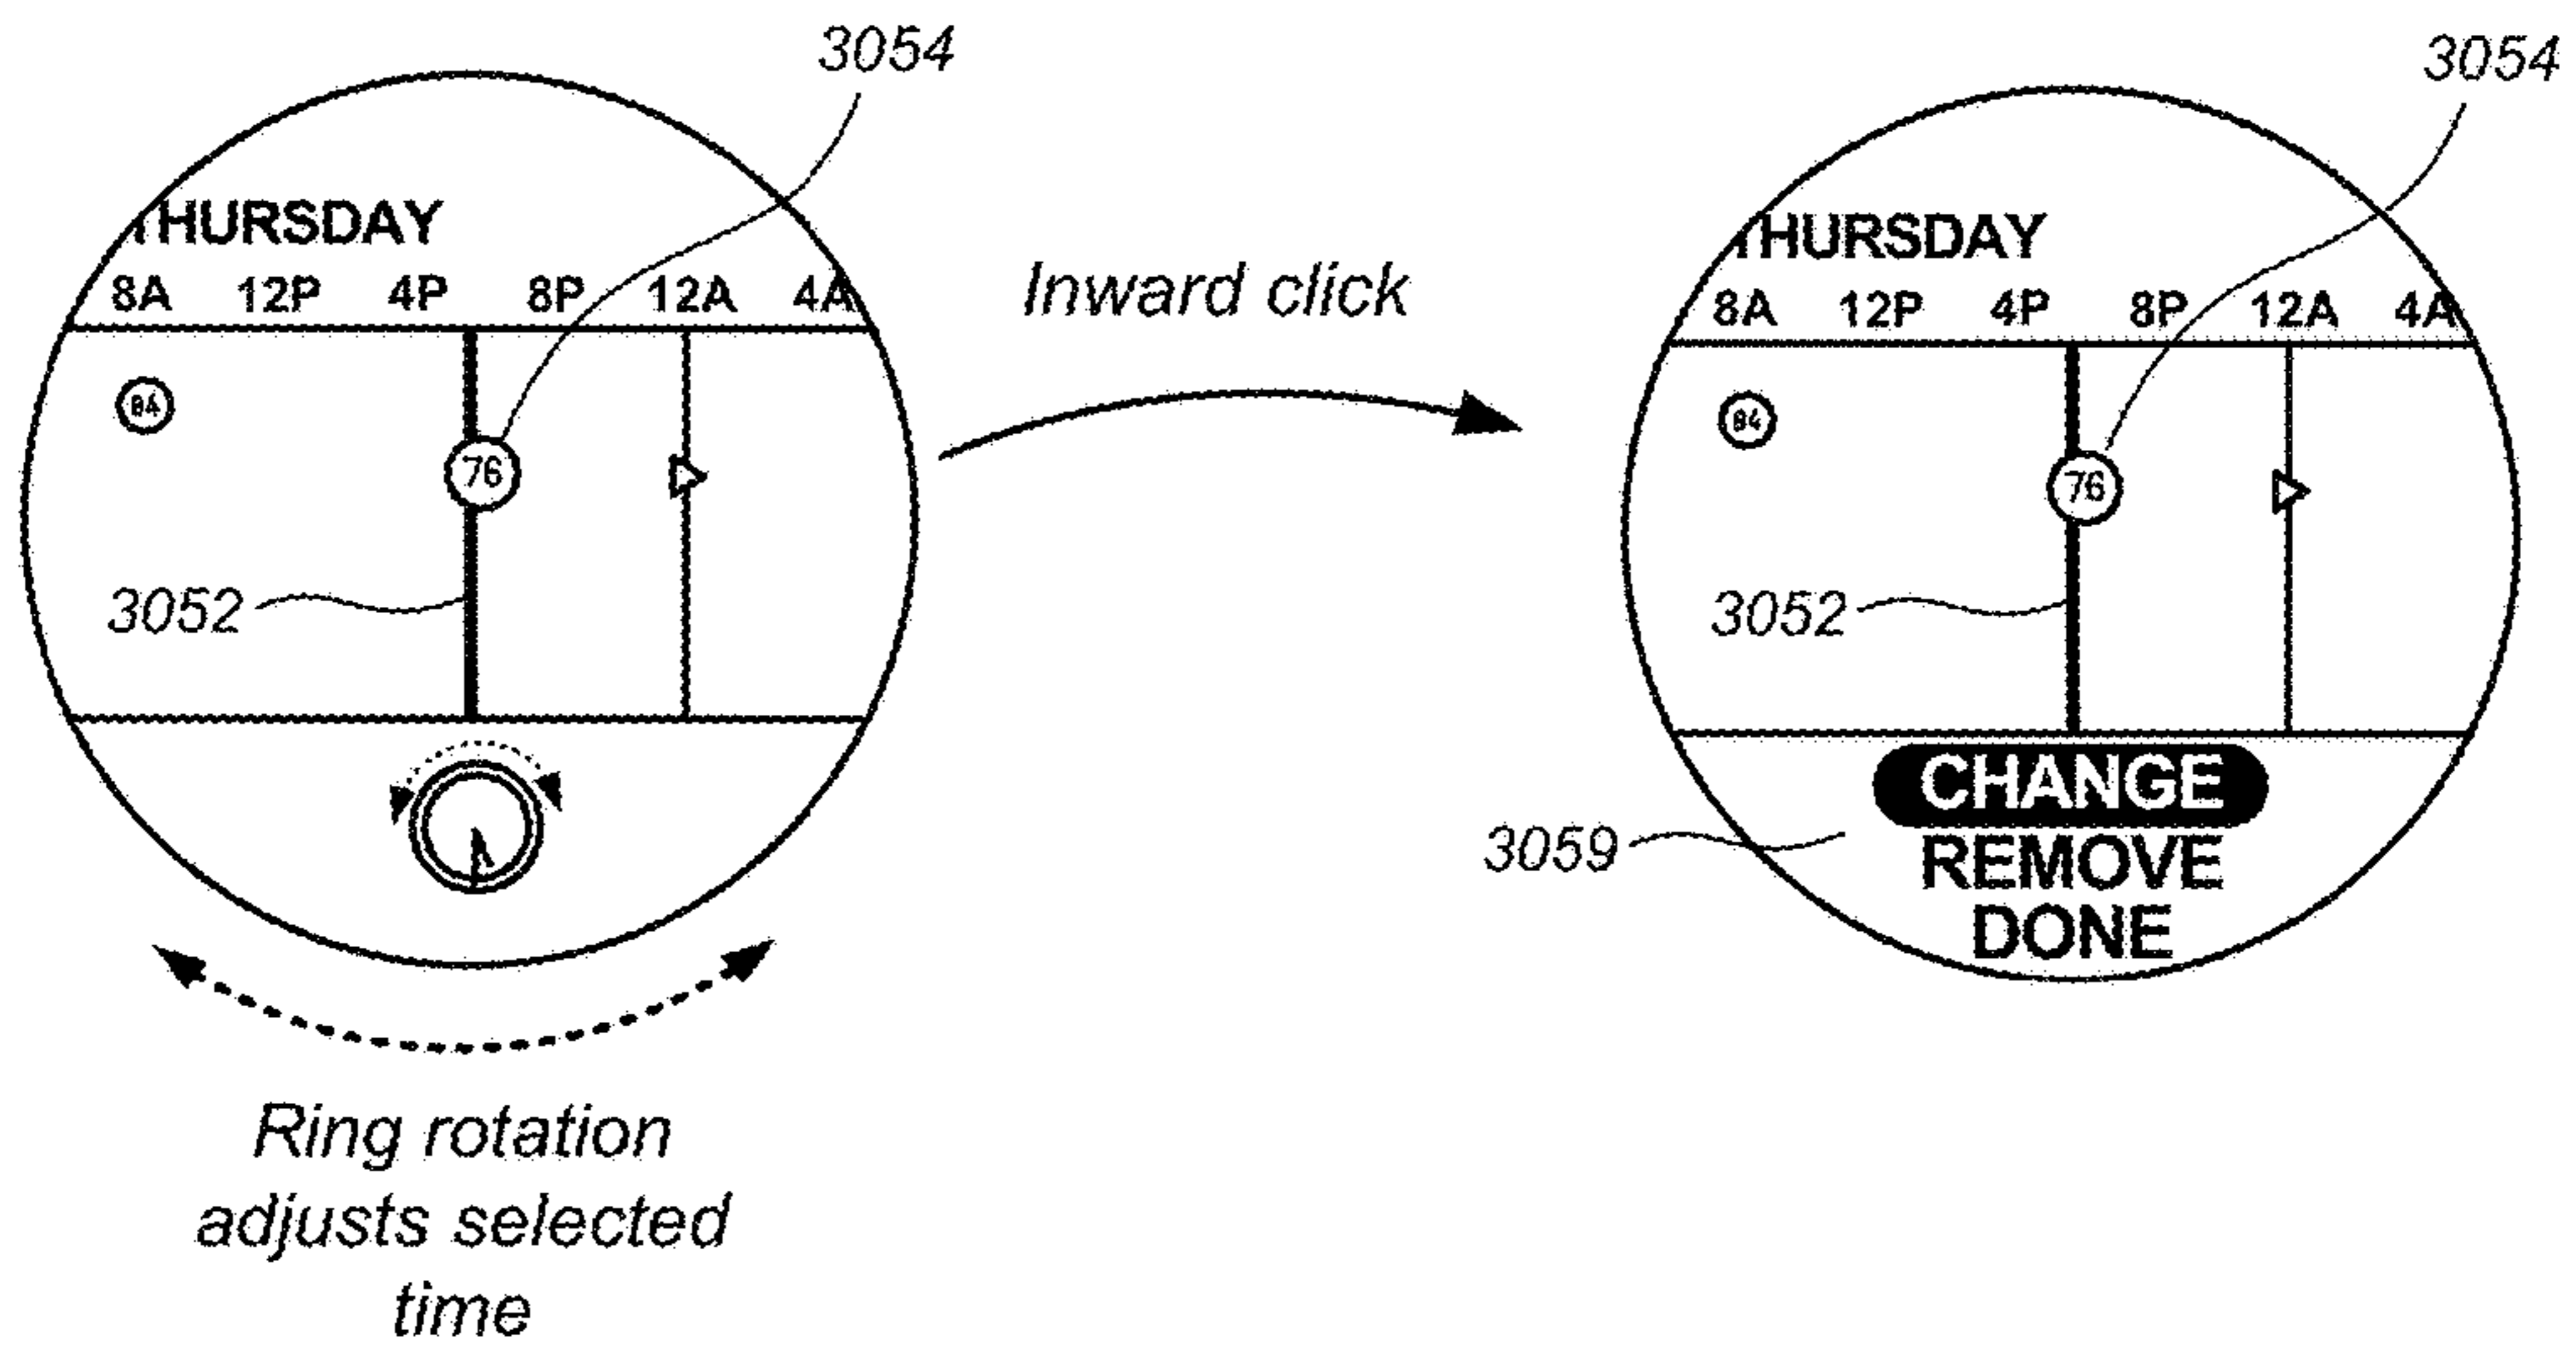 3054
THURSDAY
8A 12P 4P 8P 12A 4A
84
76
3052
Ring rotation
adjusts selected
time
Inward click
3054
THURSDAY
8A 12P 4P 8P 12A 4A
84
76
3052
CHANGE
3059
REMOVE
DONE